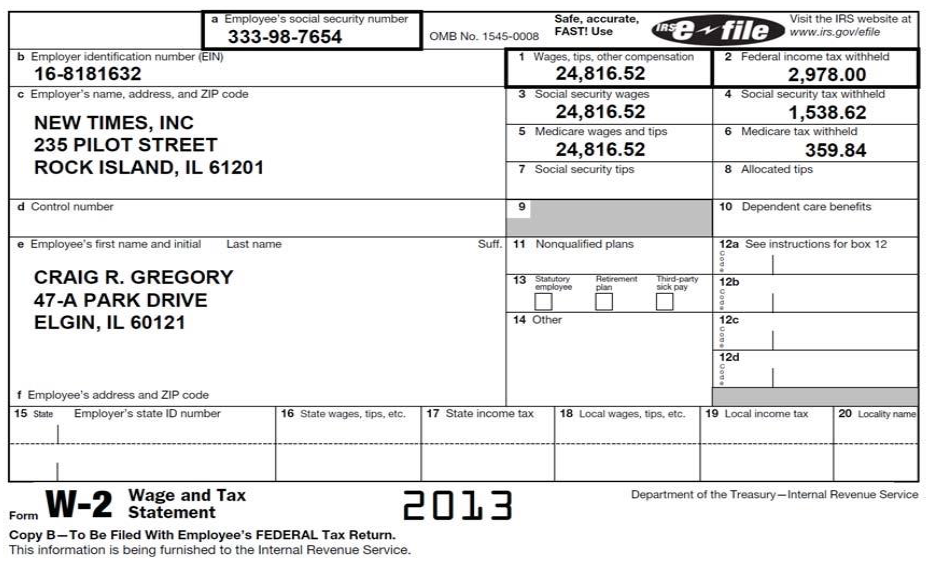 a Employee's social security number
333-98-7654
OMB No. 1545-0008
Safe, accurate,
FAST! Use
IRS e file
Visit the IRS website at
www.irs.gov/efile
b Employer identification number (EIN)
16-8181632
1 Wages, tips, other compensation
24,816.52
2 Federal income tax withheld
2,978.00
c Employer's name, address, and ZIP code
NEW TIMES, INC
235 PILOT STREET
ROCK ISLAND, IL 61201
3 Social security wages
24,816.52
4 Social security tax withheld
1,538.62
5 Medicare wages and tips
24,816.52
6 Medicare tax withheld
359.84
7 Social security tips
8 Allocated tips
d Control number
9
10 Dependent care benefits
e Employee's first name and initial Last name Suff.
CRAIG R. GREGORY
47-A PARK DRIVE
ELGIN, IL 60121
11 Nonqualified plans
12a See instructions for box 12
Code
13 Statutory employee Retirement plan Third-party sick pay
12b
Code
14 Other
12c
Code
12d
Code
f Employee's address and ZIP code
15 State Employer's state ID number
16 State wages, tips, etc.
17 State income tax
18 Local wages, tips, etc.
19 Local income tax
20 Locality name
Form W-2 Wage and Tax
Statement
2013
Department of the Treasury—Internal Revenue Service
Copy B—To Be Filed With Employee's FEDERAL Tax Return.
This information is being furnished to the Internal Revenue Service.